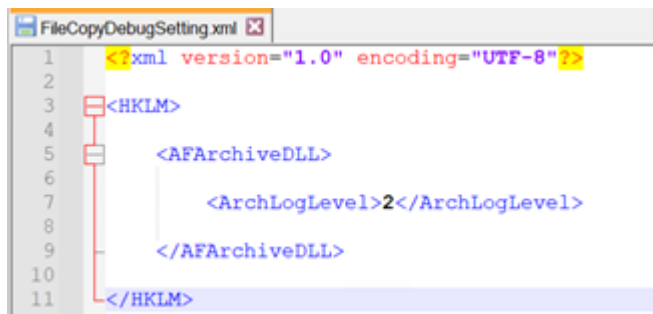 FileCopyDebugSetting.xml
1 <?xml version="1.0" encoding="UTF-8"?>
2
3 <HKLM>
4
5 <AFArchiveDLL>
6
7 <ArchLogLevel>2</ArchLogLevel>
8
9 </AFArchiveDLL>
10
11 </HKLM>